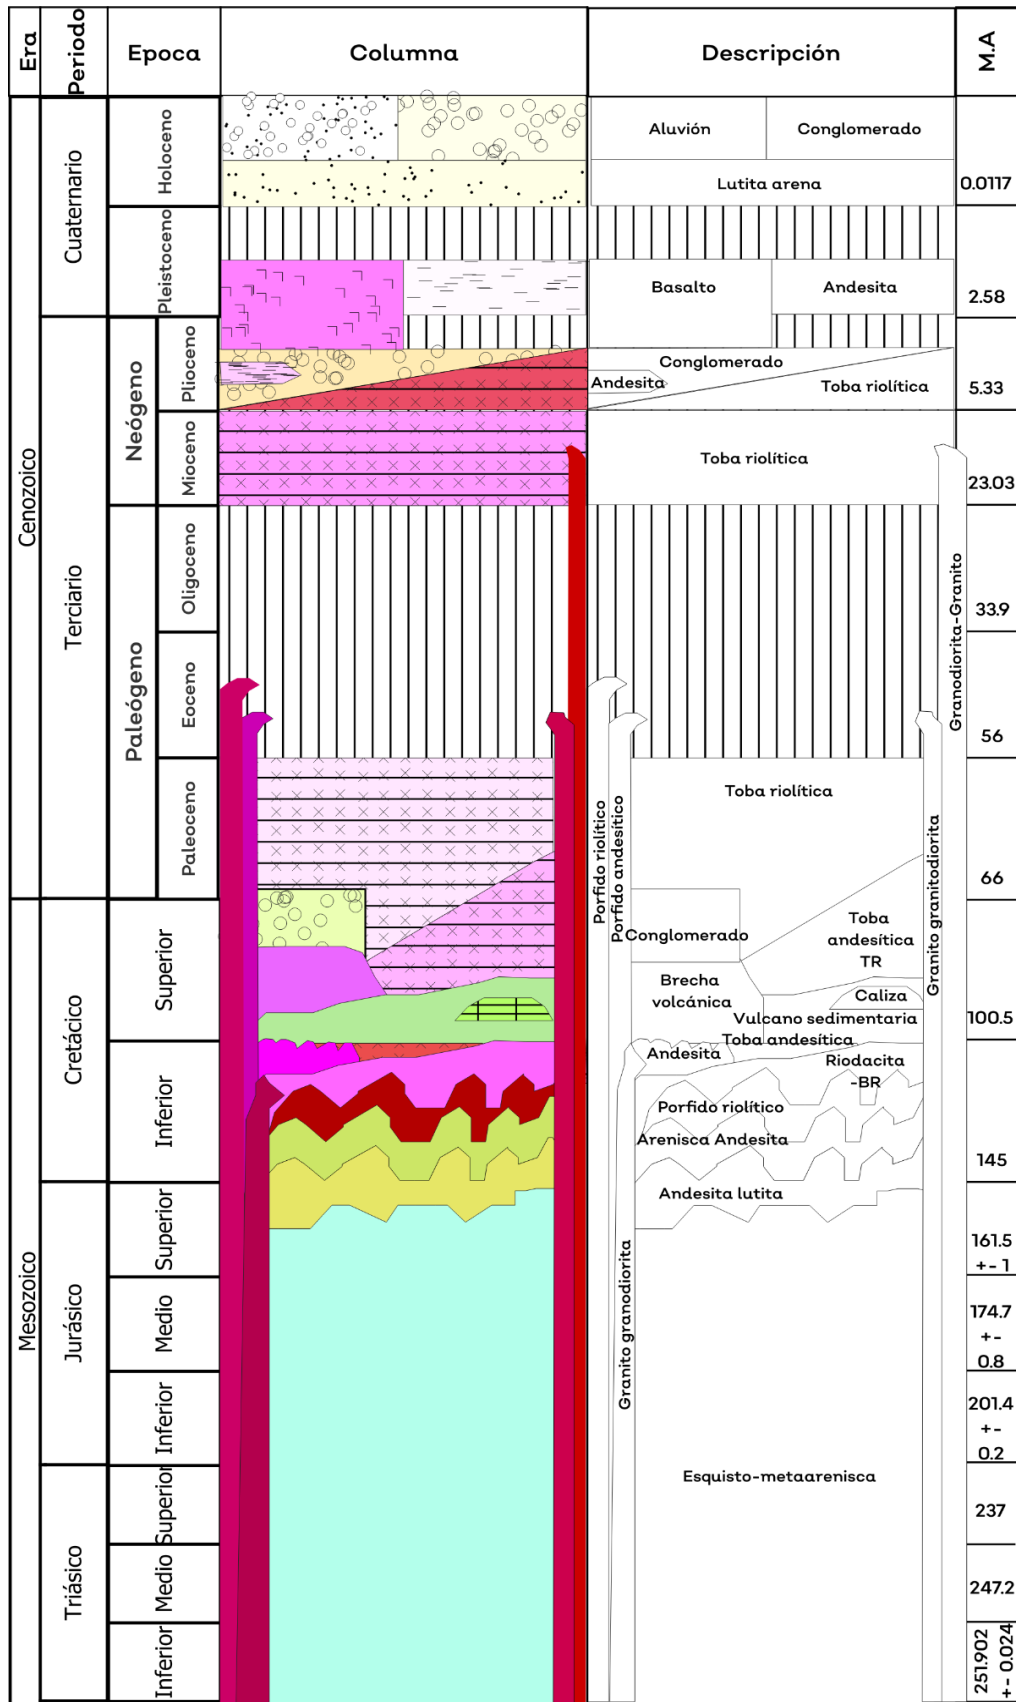 Era
Periodo
Epoca
Columna
Descripción
M.A
Cenozoico
Mesozoico
Cuaternario
Terciario
Cretácico
Jurásico
Triásico
Neógeno
Paleógeno
Holoceno
Pleistoceno
Plioceno
Mioceno
Oligoceno
Eoceno
Paleoceno
Superior
Inferior
Superior
Medio
Inferior
Superior
Medio
Inferior
Aluvión
Conglomerado
Lutita arena
Basalto
Andesita
Conglomerado
Andesita
Toba riolítica
Toba riolítica
Granodiorita-Granito
Porfido riolítico
Porfido andesítico
Toba riolítica
Granito granitodiorita
Conglomerado
Toba
andesítica
TR
Brecha
volcánica
Caliza
Vulcano sedimentaria
Toba andesítica
Andesita
Riodacita
-BR
Porfido riolítico
Arenisca Andesita
Andesita lutita
Granito granodiorita
Esquisto-metaarenisca
0.0117
2.58
5.33
23.03
33.9
56
66
100.5
145
161.5
+- 1
174.7
+-
0.8
201.4
+-
0.2
237
247.2
251.902
+- 0.024